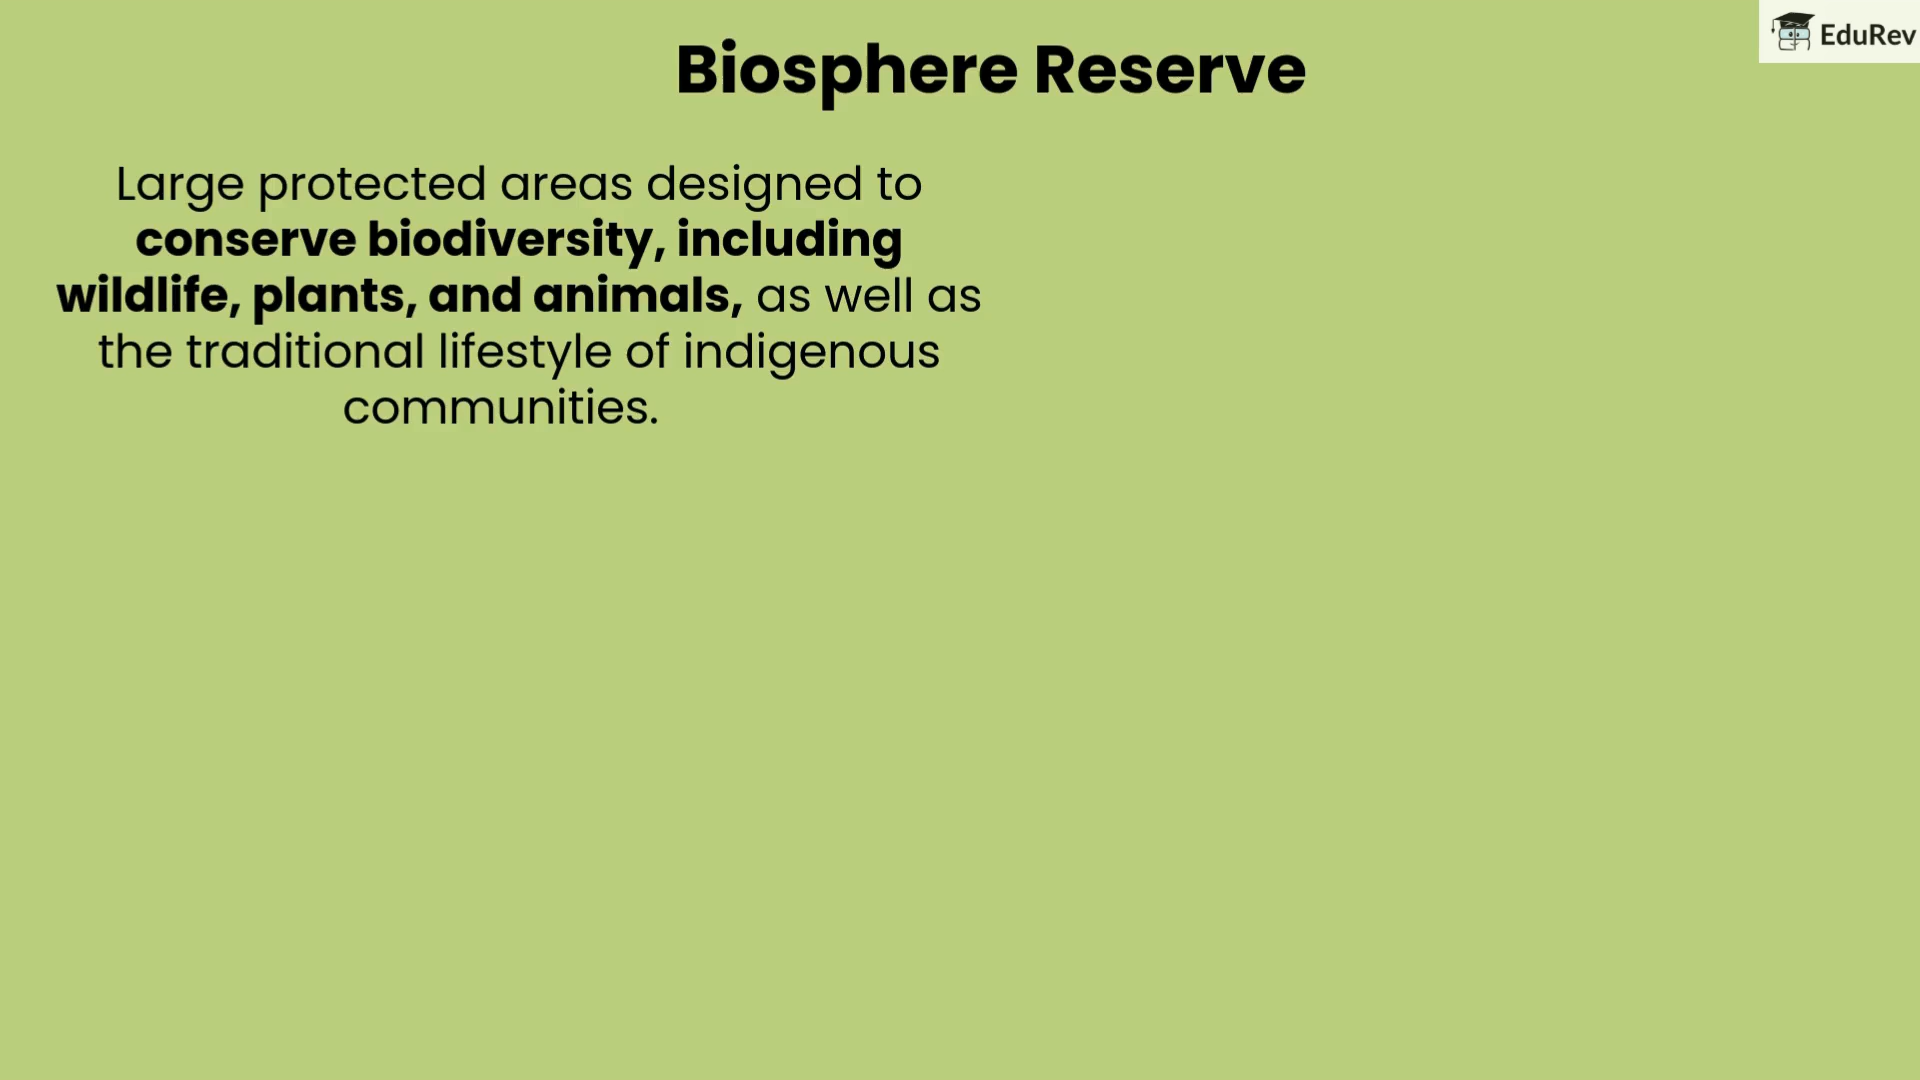 EduRev
Biosphere Reserve
Large protected areas designed to
conserve biodiversity, including
wildlife, plants, and animals, as well as
the traditional lifestyle of indigenous
communities.